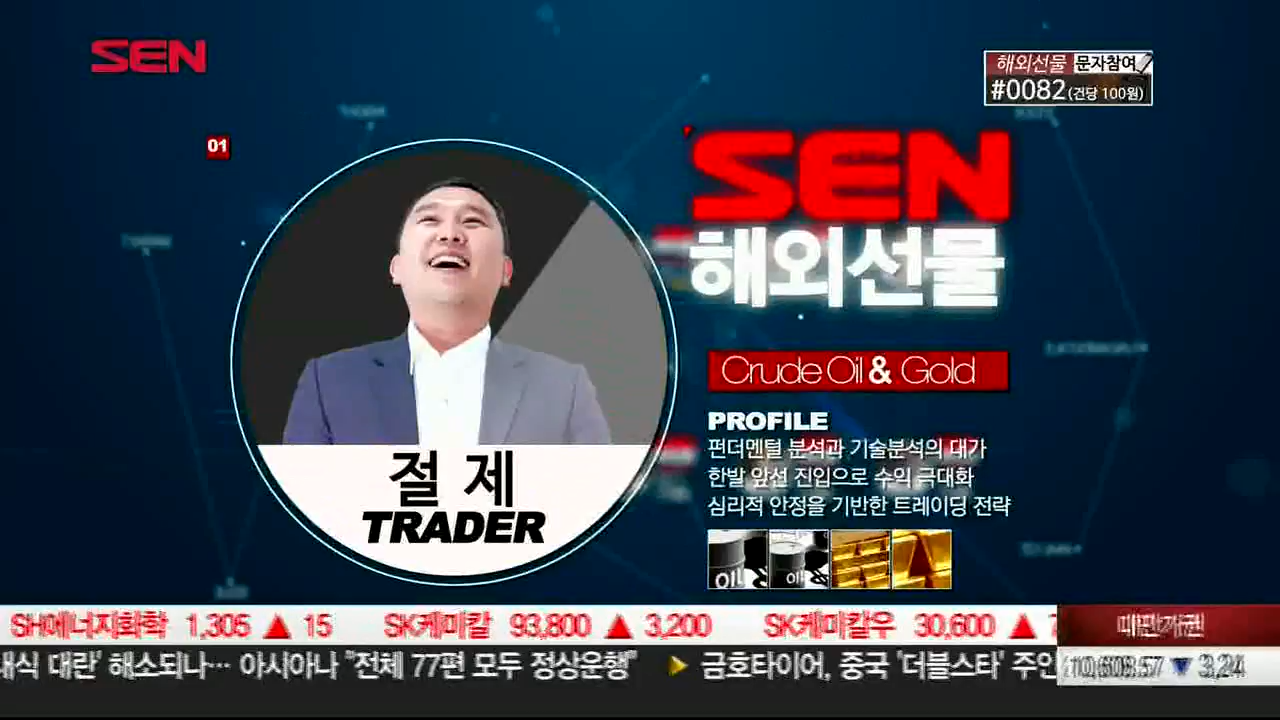 SEN
해외선물 문자참여
#0082(건당 100원)
01
SEN
해외선물
Crude Oil & Gold
PROFILE
펀더멘털 분석과 기술분석의 대가
한발 앞선 진입으로 수익 극대화
심리적 안정을 기반한 트레이딩 전략
절 제
TRADER
OIL OIL
SH에너지화학 1,305 ▲ 15 SK케미칼 93,800 ▲ 3,200 SK케미칼우 30,600 ▲
대식 대란' 해소되나… 아시아나 "전체 77편 모두 정상운행" ▶ 금호타이어, 중국 '더블스타' 주인
▼ 3,24